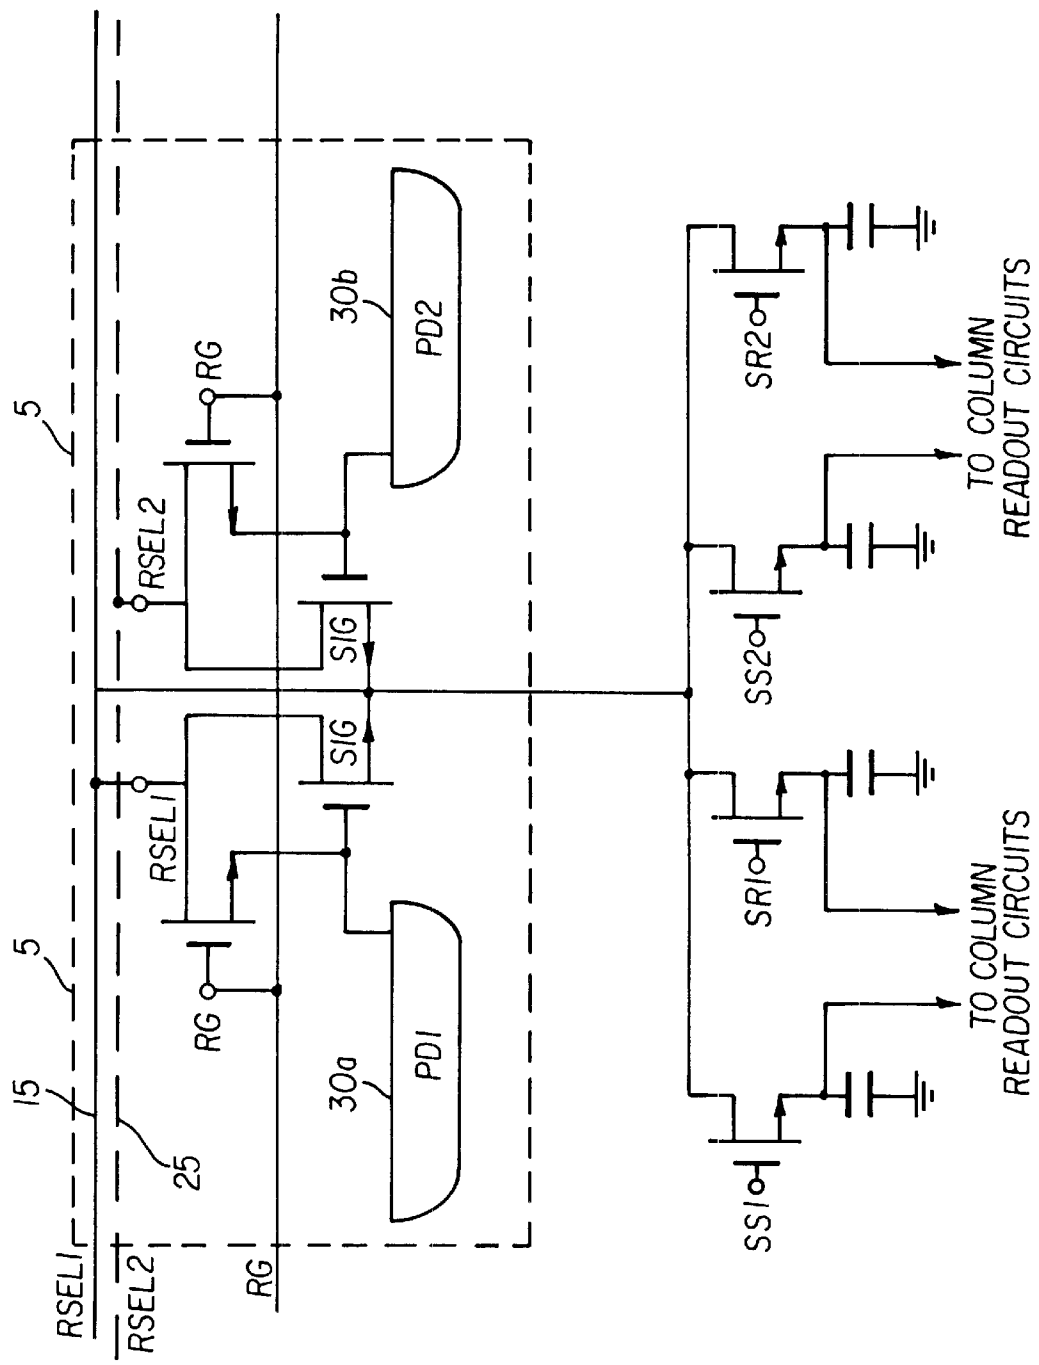 RSEL1
RSEL2
RG
15
25
5
5
RG
RSEL1
RSEL2
RG
SIG
SIG
30a
PD1
30b
PD2
SS1
SR1
SS2
SR2
TO COLUMN
READOUT CIRCUITS
TO COLUMN
READOUT CIRCUITS